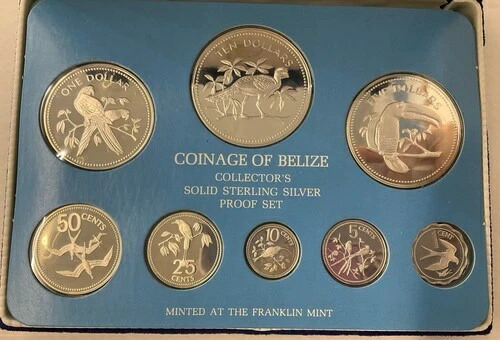 TEN DOLLARS
ONE DOLLAR
FIVE DOLLARS
COINAGE OF BELIZE
COLLECTOR'S
SOLID STERLING SILVER
PROOF SET
50 CENTS
25
CENTS
10
CENTS
5
CENTS
CENT
MINTED AT THE FRANKLIN MINT